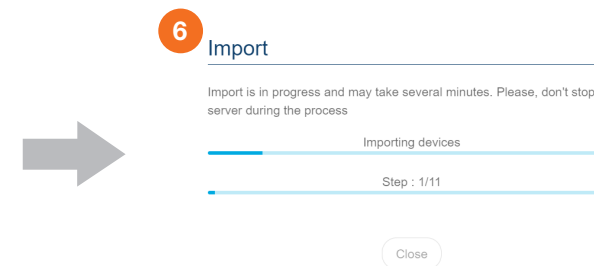 6
Import
Import is in progress and may take several minutes. Please, don't stop
server during the process
Importing devices
Step : 1/11
Close